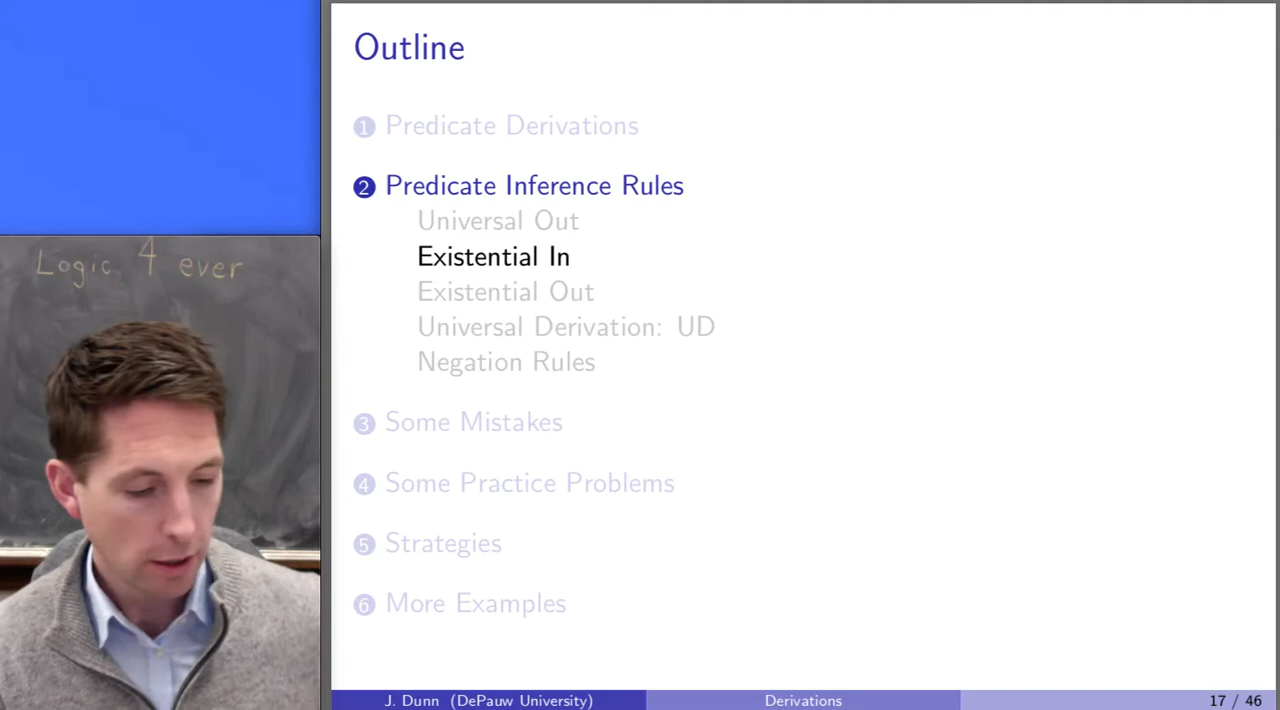 Logic 4 ever
Outline
1 Predicate Derivations
2 Predicate Inference Rules
Universal Out
Existential In
Existential Out
Universal Derivation: UD
Negation Rules
3 Some Mistakes
4 Some Practice Problems
5 Strategies
6 More Examples
J. Dunn (DePauw University) Derivations 17 / 46